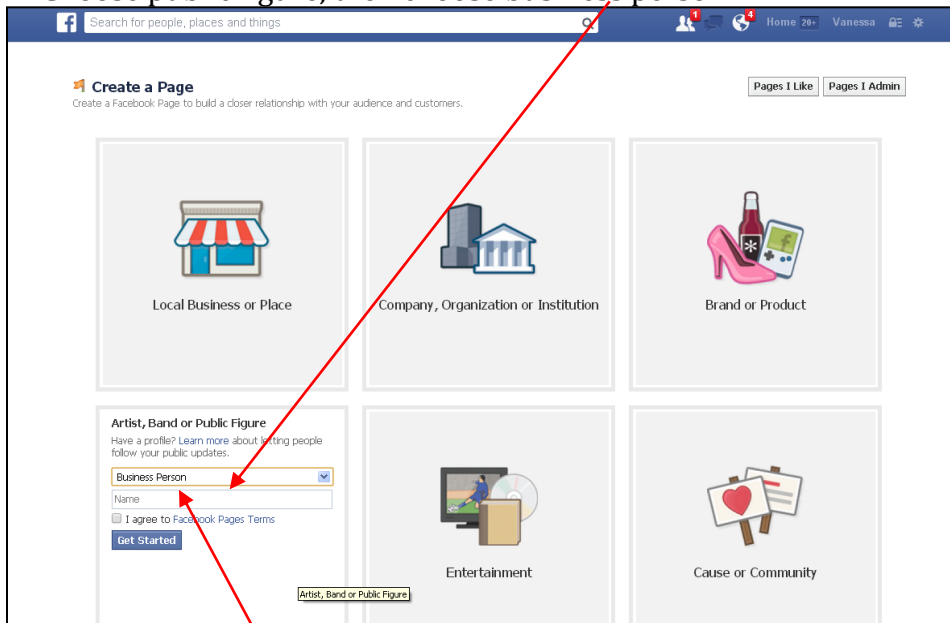 Search for people, places and things
1
4
Home 20+
Vanessa
Create a Page
Create a Facebook Page to build a closer relationship with your audience and customers.
Pages I Like
Pages I Admin
Local Business or Place
Company, Organization or Institution
Brand or Product
Artist, Band or Public Figure
Have a profile? Learn more about letting people
follow your public updates.
Business Person
Name
I agree to Facebook Pages Terms
Get Started
Entertainment
Cause or Community
Artist, Band or Public Figure